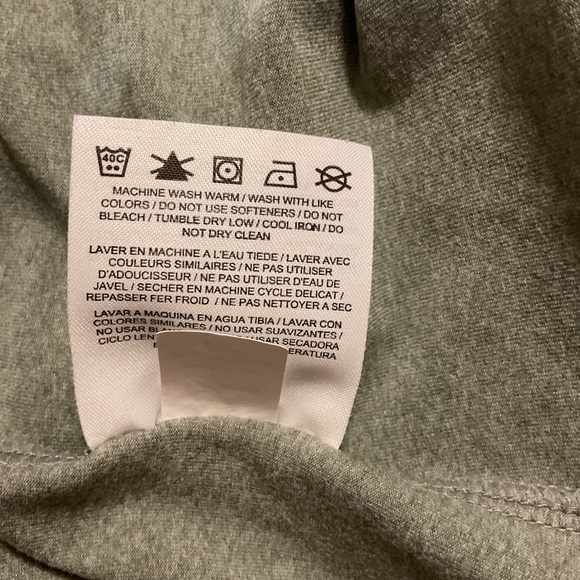 40C
MACHINE WASH WARM / WASH WITH LIKE
COLORS / DO NOT USE SOFTENERS / DO NOT
BLEACH / TUMBLE DRY LOW / COOL IRON / DO
NOT DRY CLEAN
LAVER EN MACHINE A L'EAU TIEDE / LAVER AVEC
COULEURS SIMILAIRES / NE PAS UTILISER
D'ADOUCISSEUR / NE PAS UTILISER D'EAU DE
JAVEL / SECHER EN MACHINE CYCLE DELICAT /
REPASSER FER FROID / NE PAS NETTOYER A SEC
LAVAR A MAQUINA EN AGUA TIBIA / LAVAR CON
COLORES SIMILARES / NO USAR SUAVIZANTES /
NO USAR USAR SECADORA
CICLO